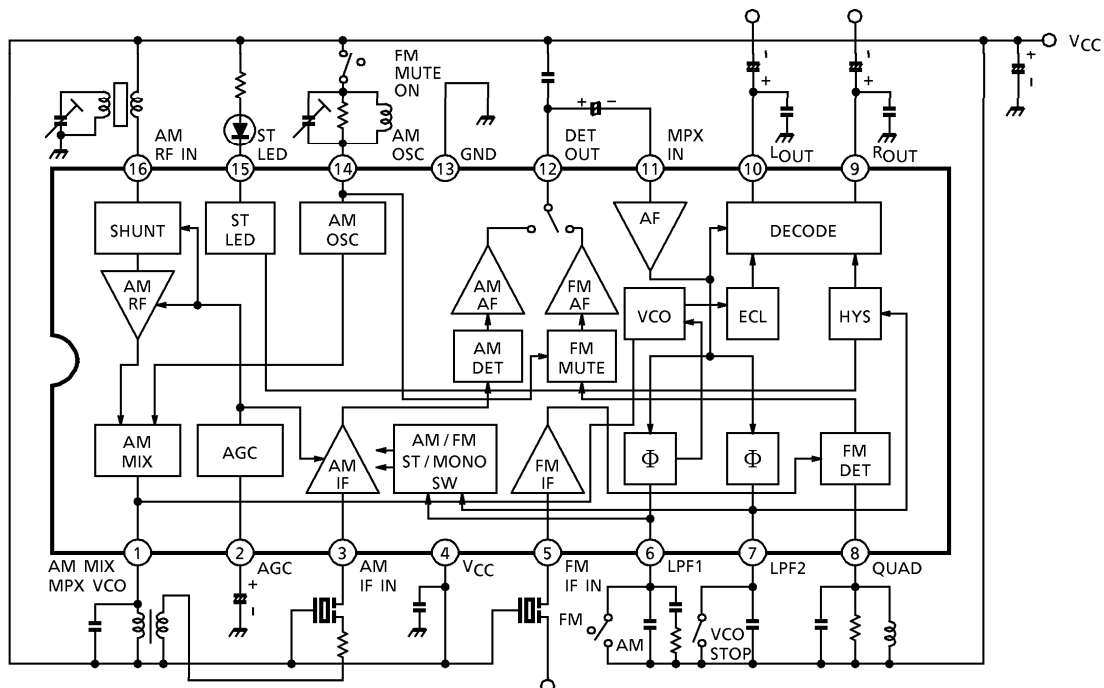 VCC
FM
MUTE
ON
AM
RF IN
ST
LED
AM
OSC
GND
DET
OUT
MPX
IN
LOUT
ROUT
16
15
14
13
12
11
10
9
SHUNT
ST
LED
AM
OSC
AF
DECODE
AM
RF
AM
AF
FM
AF
VCO
ECL
HYS
AM
DET
FM
MUTE
AM
MIX
AGC
AM
IF
AM / FM
ST / MONO
SW
FM
IF
Φ
Φ
FM
DET
1
2
3
4
5
6
7
8
AM MIX
MPX VCO
AGC
AM
IF IN
VCC
FM
IF IN
LPF1
LPF2
QUAD
FM
AM
VCO
STOP